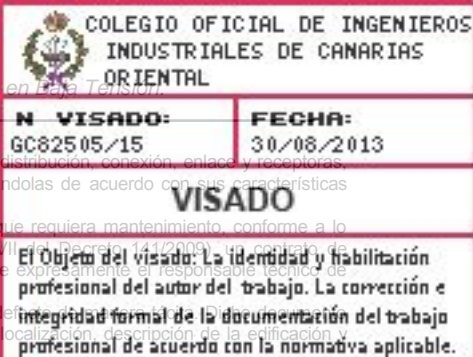 COLEGIO OFICIAL DE INGENIEROS
INDUSTRIALES DE CANARIAS
ORIENTAL
en Baja Tensión.
N VISADO:
GC82505/15
FECHA:
30/08/2013
distribución, conexión, enlace y receptoras,
ndolas de acuerdo con sus características
VISADO
ue requiera mantenimiento, conforme a lo
VII del Decreto 141/2009), un contrato de
El Objeto del visado: La identidad y habilitación
e expresamente el responsable técnico de
profesional del autor del trabajo. La corrección e
integridad formal de la documentación del trabajo
localización, descripción de la edificación y
profesional de acuerdo con la normativa aplicable.